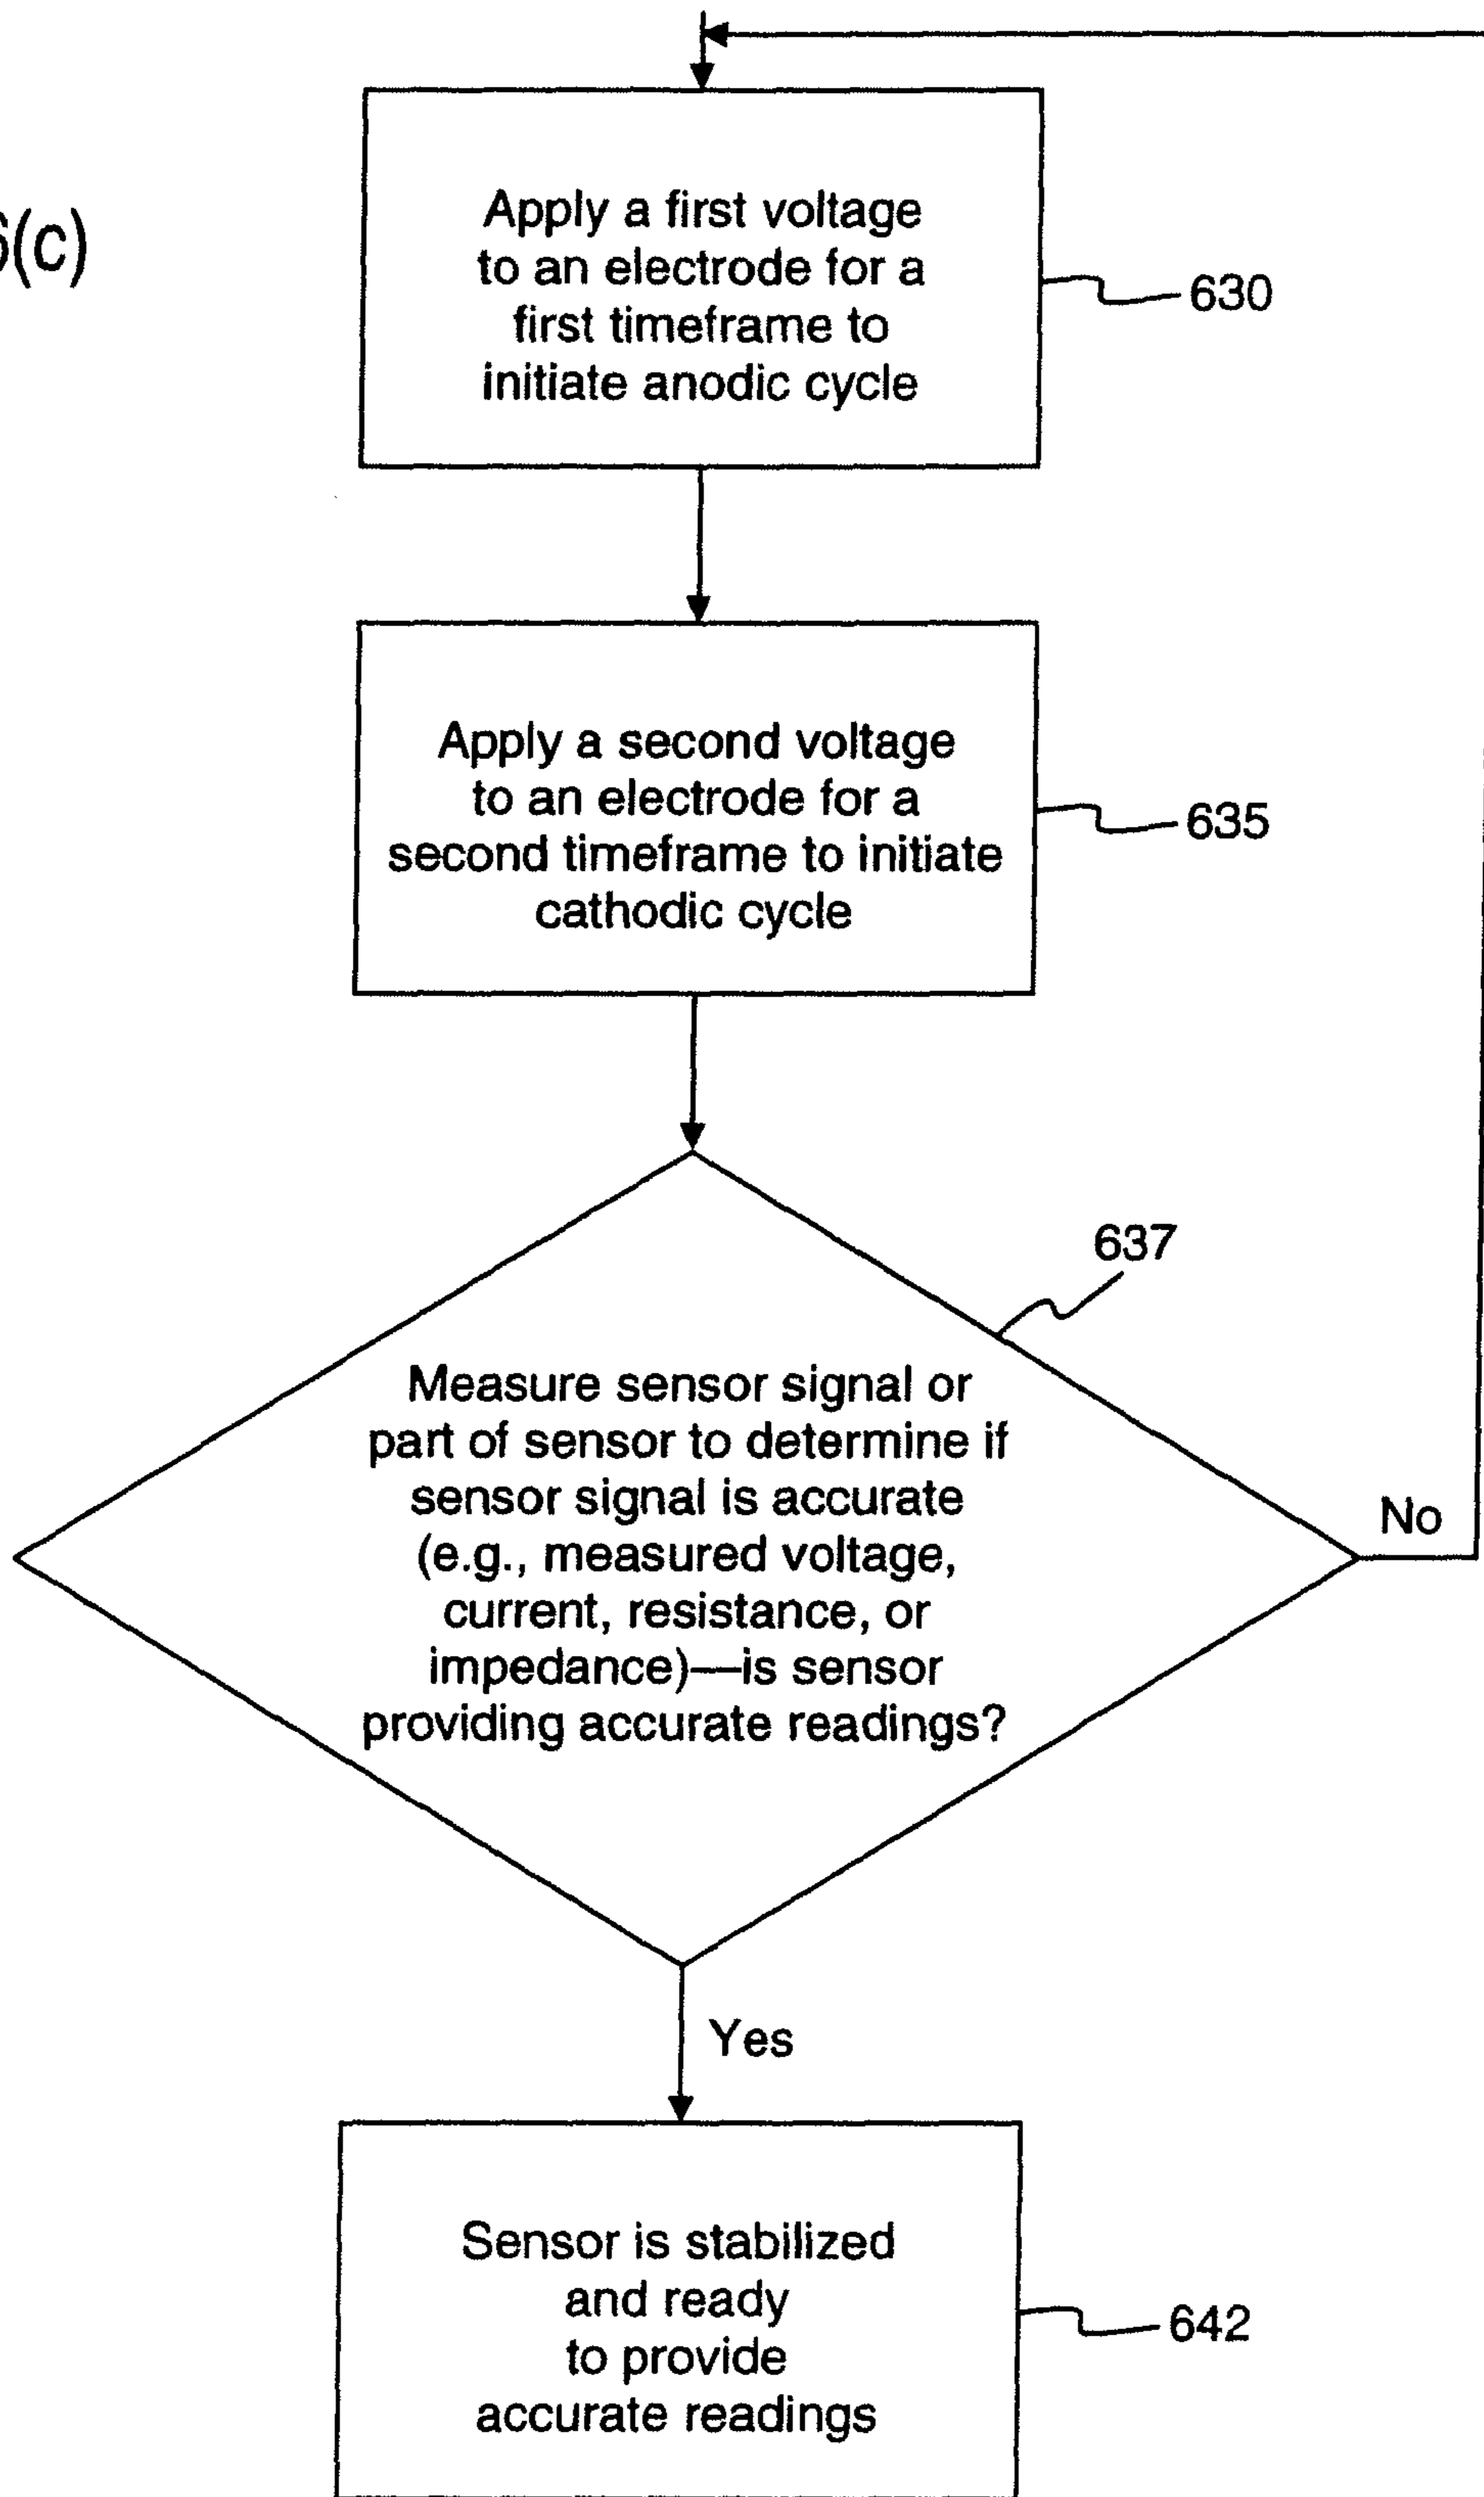 6(c)
Apply a first voltage
to an electrode for a
first timeframe to
initiate anodic cycle
630
Apply a second voltage
to an electrode for a
second timeframe to initiate
cathodic cycle
635
637
Measure sensor signal or
part of sensor to determine if
sensor signal is accurate
(e.g., measured voltage,
current, resistance, or
impedance)—is sensor
providing accurate readings?
No
Yes
Sensor is stabilized
and ready
to provide
accurate readings
642